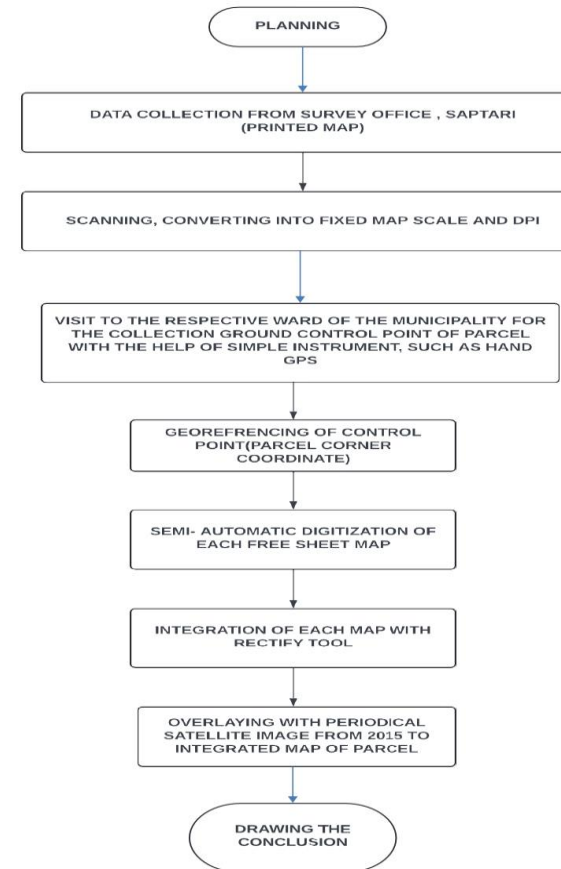 PLANNING
DATA COLLECTION FROM SURVEY OFFICE , SAPTARI
(PRINTED MAP)
SCANNING, CONVERTING INTO FIXED MAP SCALE AND DPI
VISIT TO THE RESPECTIVE WARD OF THE MUNICIPALITY FOR
THE COLLECTION GROUND CONTROL POINT OF PARCEL
WITH THE HELP OF SIMPLE INSTRUMENT, SUCH AS HAND
GPS
GEOREFRENCING OF CONTROL
POINT(PARCEL CORNER
COORDINATE)
SEMI- AUTOMATIC DIGITIZATION OF
EACH FREE SHEET MAP
INTEGRATION OF EACH MAP WITH
RECTIFY TOOL
OVERLAYING WITH PERIODICAL
SATELLITE IMAGE FROM 2015 TO
INTEGRATED MAP OF PARCEL
DRAWING THE
CONCLUSION